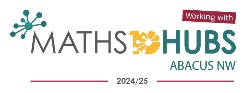 Working with
MATHS HUBS
ABACUS NW
2024/25